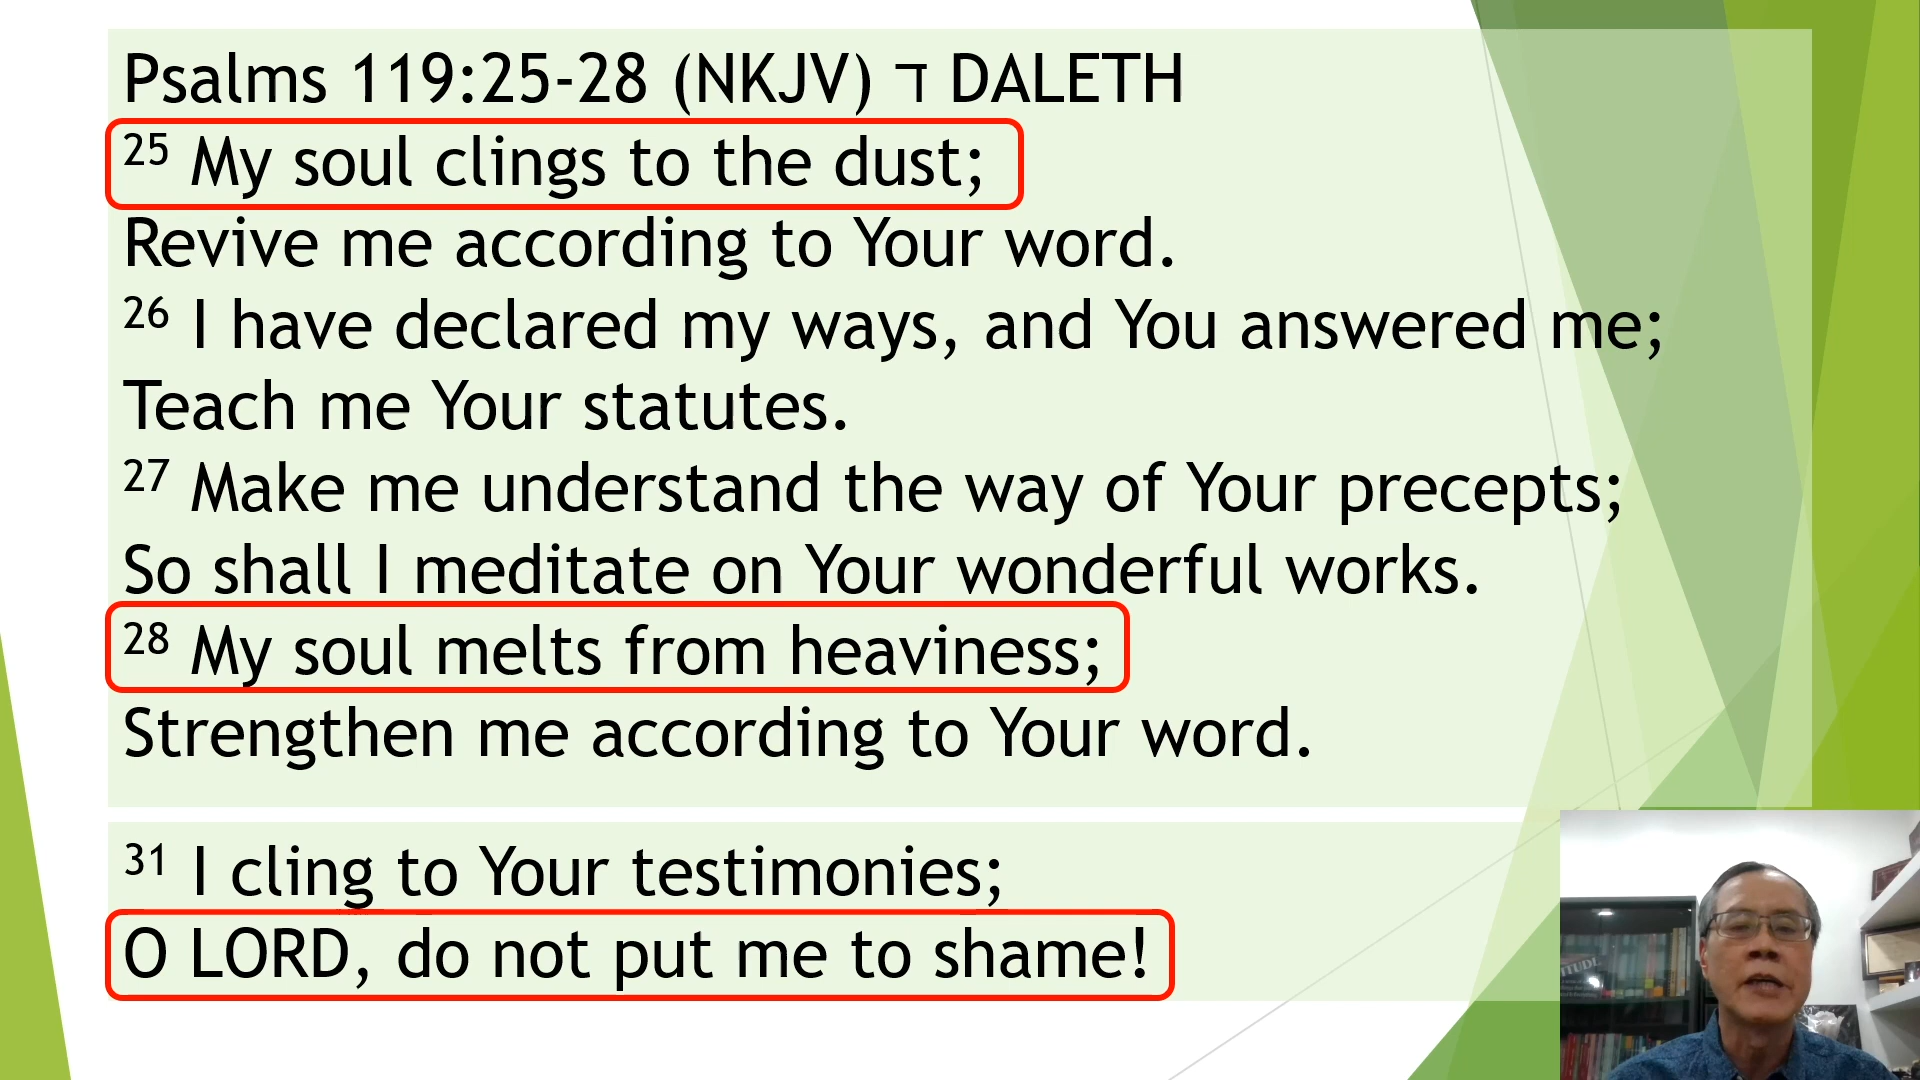 Psalms 119:25-28 (NKJV) ד DALETH
25 My soul clings to the dust;
Revive me according to Your word.
26 I have declared my ways, and You answered me;
Teach me Your statutes.
27 Make me understand the way of Your precepts;
So shall I meditate on Your wonderful works.
28 My soul melts from heaviness;
Strengthen me according to Your word.
31 I cling to Your testimonies;
O LORD, do not put me to shame!